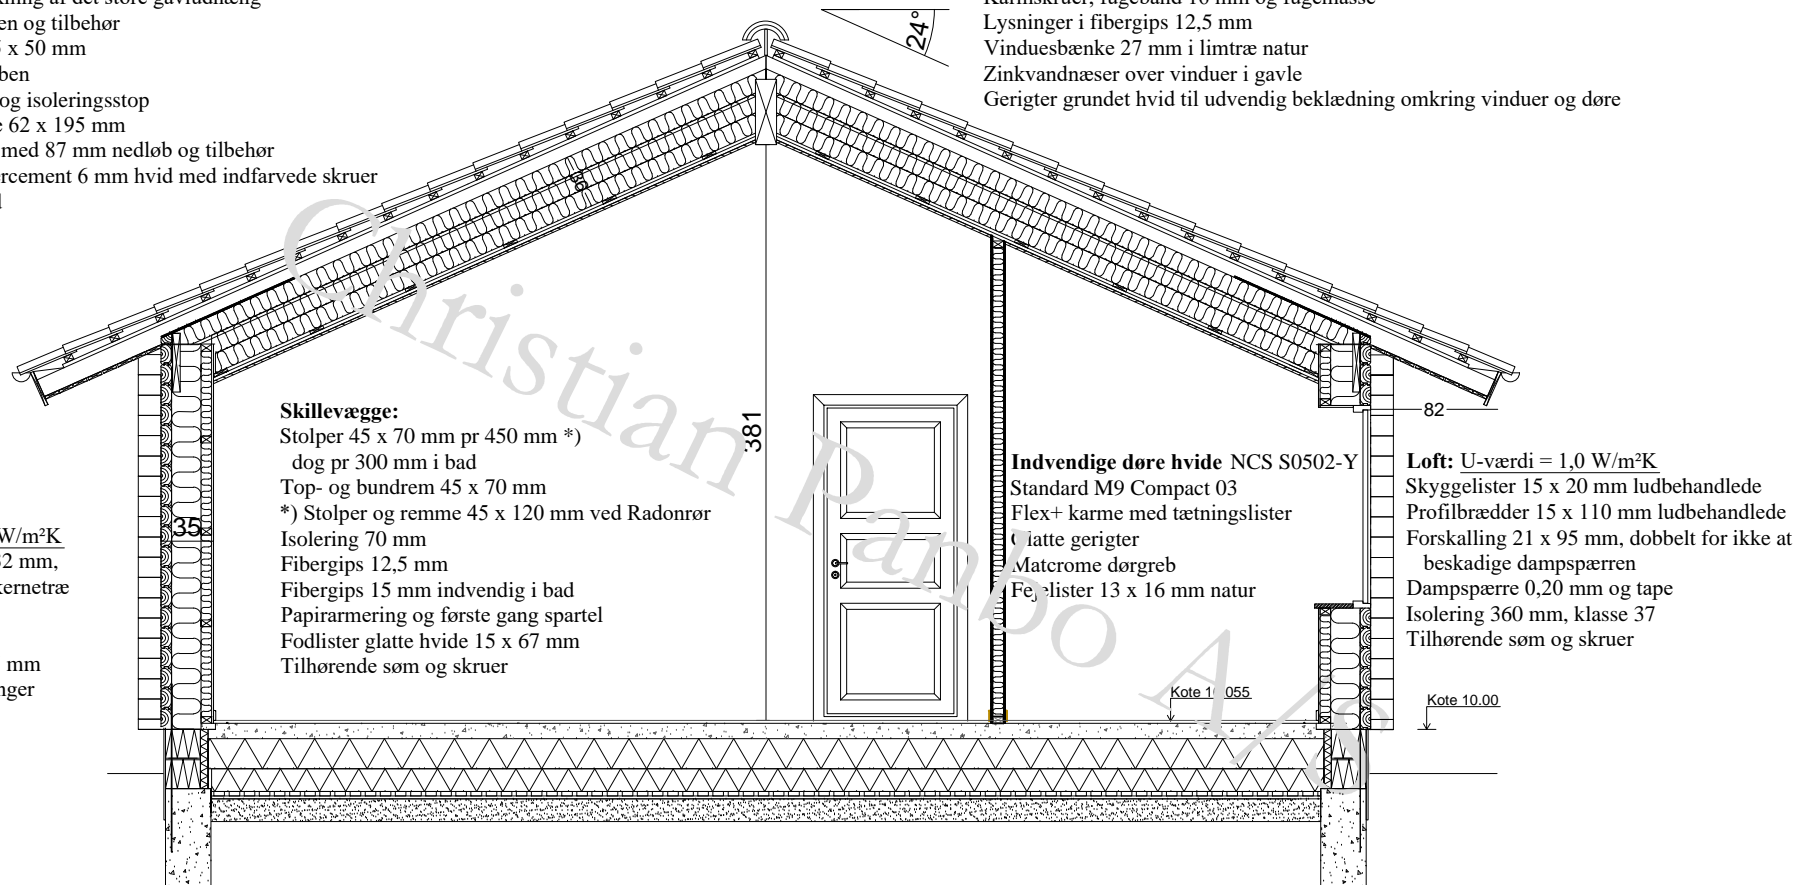 en og tilbehør
x 50 mm
og isoleringsstop
62 x 195 mm
med 87 mm nedløb og tilbehør
ercement 6 mm hvid med indfarvede skruer
24°
Lysninger i fibergips 12,5 mm
Vinduesbænke 27 mm i limtræ natur
Zinkvandnæser over vinduer i gavle
Gerigter grundet hvid til udvendig beklædning omkring vinduer og døre
Skillevægge:
Stolper 45 x 70 mm pr 450 mm *)
dog pr 300 mm i bad
Top- og bundrem 45 x 70 mm
*) Stolper og remme 45 x 120 mm ved Radonrør
Isolering 70 mm
Fibergips 12,5 mm
Fibergips 15 mm indvendig i bad
Papirarmering og første gang spartel
Fodlister glatte hvide 15 x 67 mm
Tilhørende søm og skruer
381
Indvendige døre hvide NCS S0502-Y
Standard M9 Compact 03
Flex+ karme med tætningslister
Glatte gerigter
Matcrome dørgreb
Fejelister 13 x 16 mm natur
82
Loft: U-værdi = 1,0 W/m²K
Skyggelister 15 x 20 mm ludbehandlede
Profilbrædder 15 x 110 mm ludbehandlede
Forskalling 21 x 95 mm, dobbelt for ikke at
beskadige dampspærren
Dampspærre 0,20 mm og tape
Isolering 360 mm, klasse 37
Tilhørende søm og skruer
35
W/m²K
32 mm,
kernetræ
mm
nger
Kote 10.055
Kote 10.00
Christian Panbo A/S